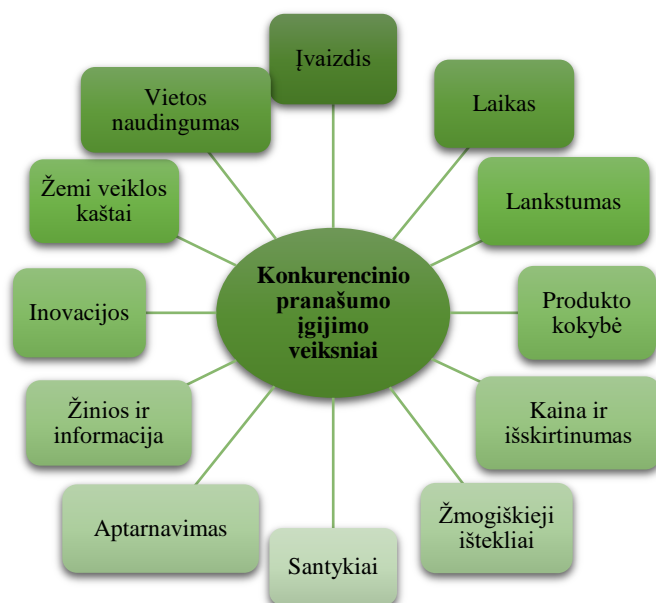 Įvaizdis
Laikas
Lankstumas
Produkto
kokybė
Kaina ir
išskirtinumas
Žmogiškieji
ištekliai
Santykiai
Aptarnavimas
Žinios ir
informacija
Inovacijos
Žemi veiklos
kaštai
Vietos
naudingumas
Konkurencinio
pranašumo
įgijimo
veiksniai